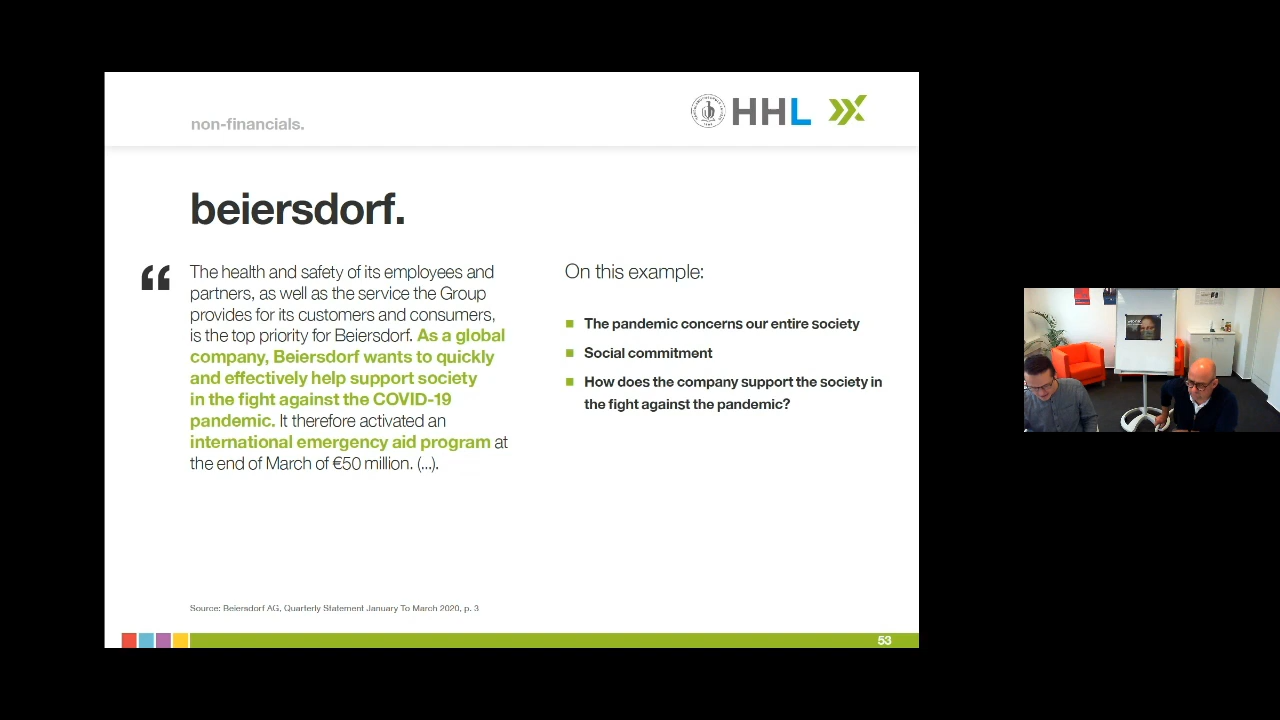 non-financials.
HHL
beiersdorf.
“
The health and safety of its employees and
partners, as well as the service the Group
provides for its customers and consumers,
is the top priority for Beiersdorf. As a global
company, Beiersdorf wants to quickly
and effectively help support society
in the fight against the COVID-19
pandemic. It therefore activated an
international emergency aid program at
the end of March of €50 million. (...).
On this example:
The pandemic concerns our entire society
Social commitment
How does the company support the society in
the fight against the pandemic?
Source: Beiersdorf AG, Quarterly Statement January To March 2020, p. 3
53